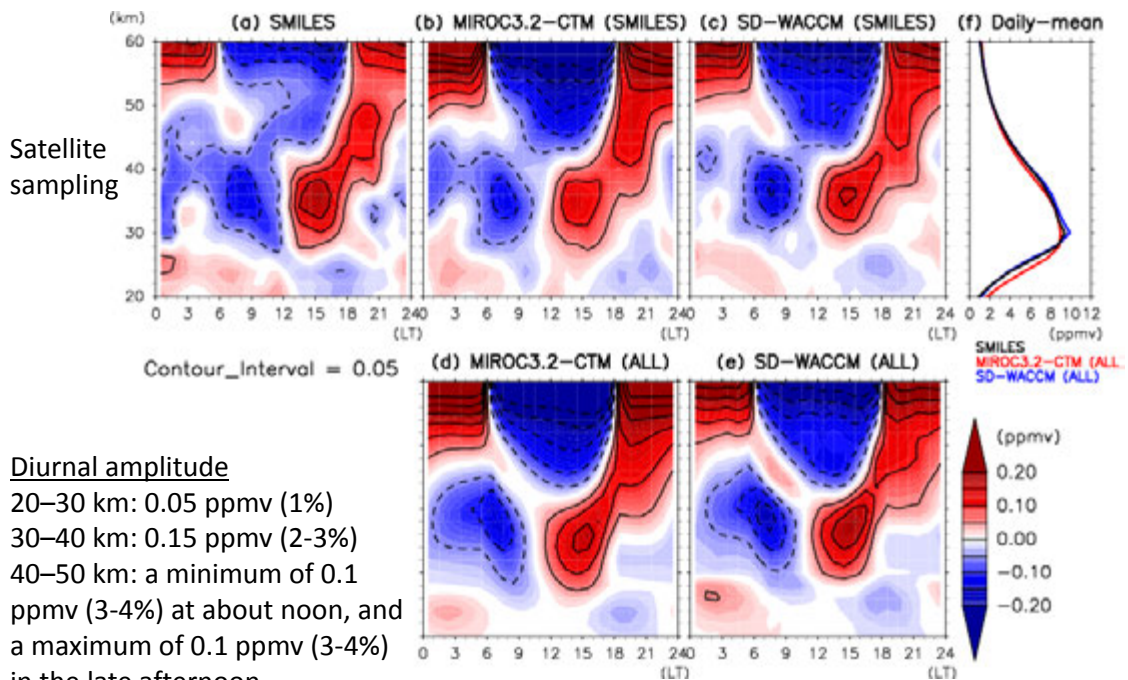 (km) (a) SMILES (b) MIROC3.2-CTM (SMILES) (c) SD-WACCM (SMILES) (f) Daily-mean
60
50
40
30
20
Satellite
sampling
0 3 6 9 12 15 18 21 24 0 3 6 9 12 15 18 21 24 0 3 6 9 12 15 18 21 24 0 2 4 6 8 10 12
(LT) (LT) (LT) (ppmv)
SMILES
MIROC3.2-CTM (ALL)
SD-WACCM (ALL)
Contour_Interval = 0.05
(d) MIROC3.2-CTM (ALL) (e) SD-WACCM (ALL)
(ppmv)
0.20
0.10
0.00
-0.10
-0.20
0 3 6 9 12 15 18 21 24 0 3 6 9 12 15 18 21 24
(LT) (LT)
Diurnal amplitude
20–30 km: 0.05 ppmv (1%)
30–40 km: 0.15 ppmv (2-3%)
40–50 km: a minimum of 0.1
ppmv (3-4%) at about noon, and
a maximum of 0.1 ppmv (3-4%)
in the late afternoon